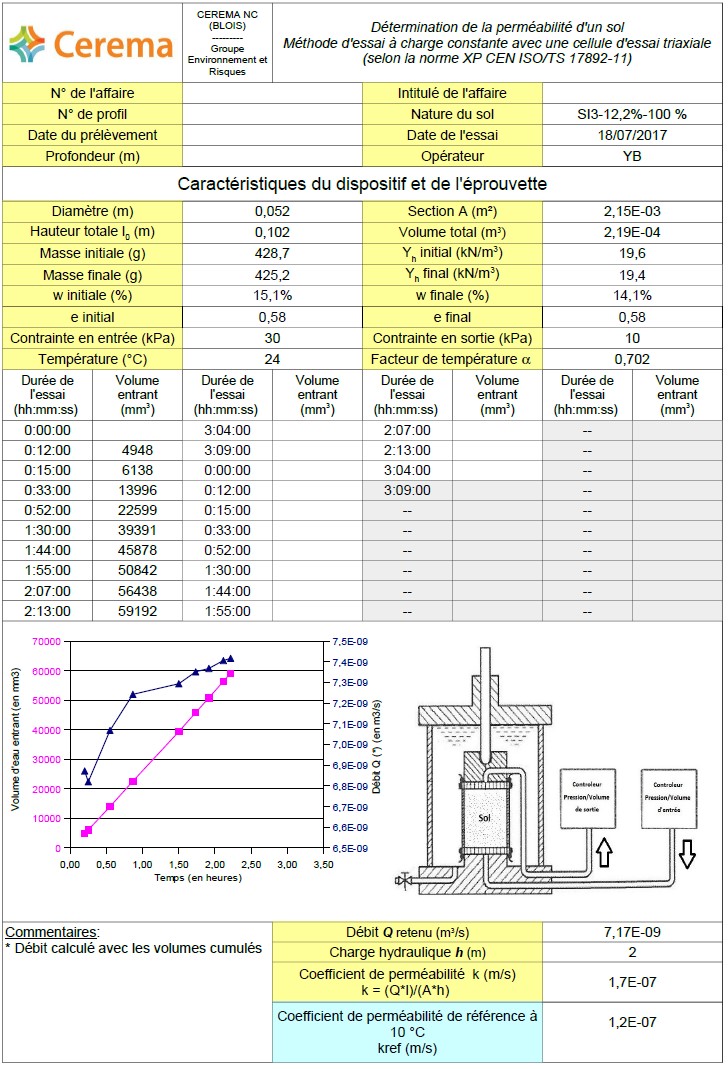 Cerema
CEREMA NC
(BLOIS)
---------
Groupe
Environnement et
Risques
Détermination de la perméabilité d'un sol
Méthode d'essai à charge constante avec une cellule d'essai triaxiale
(selon la norme XP CEN ISO/TS 17892-11)
N° de l'affaire Intitulé de l'affaire
N° de profil Nature du sol SI3-12,2%-100 %
Date du prélèvement Date de l'essai 18/07/2017
Profondeur (m) Opérateur YB
Caractéristiques du dispositif et de l'éprouvette
Diamètre (m) 0,052 Section A (m²) 2,15E-03
Hauteur totale l0 (m) 0,102 Volume total (m³) 2,19E-04
Masse initiale (g) 428,7 Yh initial (kN/m³) 19,6
Masse finale (g) 425,2 Yh final (kN/m³) 19,4
w initiale (%) 15,1% w finale (%) 14,1%
e initial 0,58 e final 0,58
Contrainte en entrée (kPa) 30 Contrainte en sortie (kPa) 10
Température (°C) 24 Facteur de température α 0,702
Durée de Volume Durée de Volume Durée de Volume Durée de Volume
l'essai entrant l'essai entrant l'essai entrant l'essai entrant
(hh:mm:ss) (mm³) (hh:mm:ss) (mm³) (hh:mm:ss) (mm³) (hh:mm:ss) (mm³)
0:00:00 3:04:00 2:07:00 --
0:12:00 4948 3:09:00 2:13:00 --
0:15:00 6138 0:00:00 3:04:00 --
0:33:00 13996 0:12:00 3:09:00 --
0:52:00 22599 0:15:00 -- --
1:30:00 39391 0:33:00 -- --
1:44:00 45878 0:52:00 -- --
1:55:00 50842 1:30:00 -- --
2:07:00 56438 1:44:00 -- --
2:13:00 59192 1:55:00 -- --
Volume d'eau entrant (en mm3)
70000
60000
50000
40000
30000
20000
10000
0
0,00 0,50 1,00 1,50 2,00 2,50 3,00 3,50
Temps (en heures)
7,5E-09
7,4E-09
7,3E-09
7,2E-09
7,1E-09
7,0E-09
6,9E-09
6,8E-09
6,7E-09
6,6E-09
6,5E-09
Débit Q (*) (en m3/s)
Sol
Controleur
Pression/Volume
de sortie
Controleur
Pression/Volume
d'entrée
Commentaires:
* Débit calculé avec les volumes cumulés
Débit Q retenu (m³/s) 7,17E-09
Charge hydraulique h (m) 2
Coefficient de perméabilité k (m/s)
k = (Q*l)/(A*h)
1,7E-07
Coefficient de perméabilité de référence à
10 °C
kref (m/s)
1,2E-07